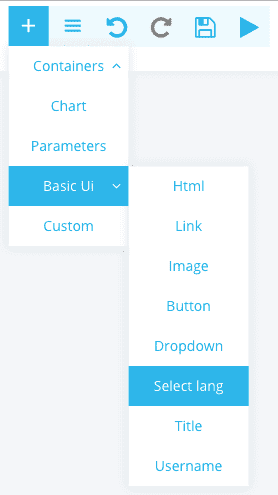 Containers
Chart
Parameters
Basic Ui
Custom
Html
Link
Image
Button
Dropdown
Select lang
Title
Username